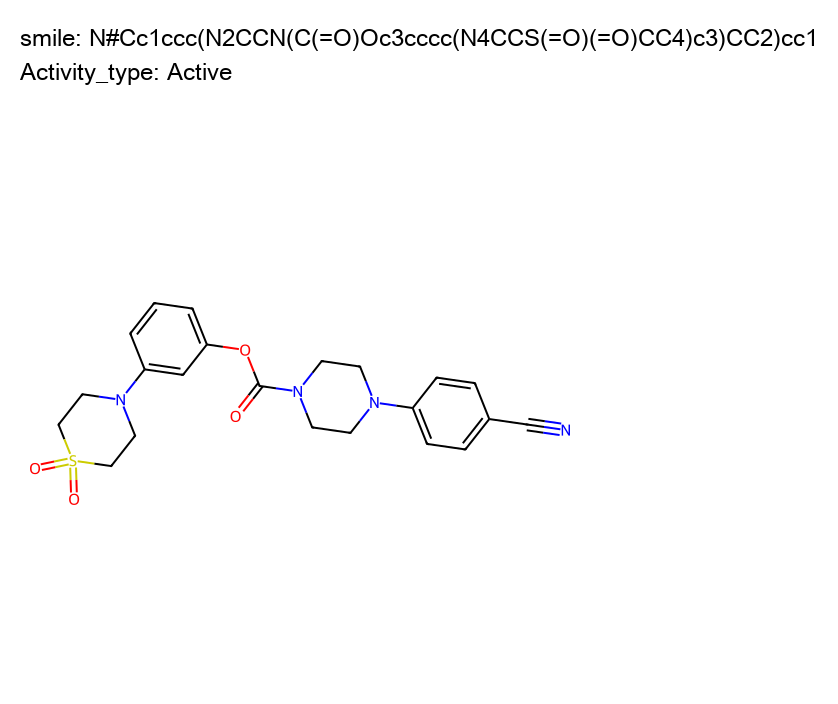 smile: N#Cc1ccc(N2CCN(C(=O)Oc3cccc(N4CCS(=O)(=O)CC4)c3)CC2)cc1
Activity_type: Active
O
O
N
N
N
O
N
S
O
O